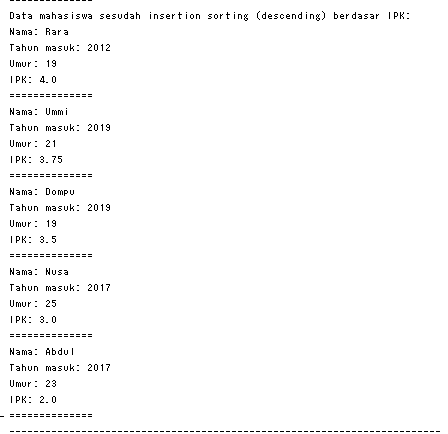 ==============
Data mahasiswa sesudah insertion sorting (descending) berdasar IPK:
Nama: Rara
Tahun masuk: 2012
Umur: 19
IPK: 4.0
==============
Nama: Ummi
Tahun masuk: 2019
Umur: 21
IPK: 3.75
==============
Nama: Dompu
Tahun masuk: 2019
Umur: 19
IPK: 3.5
==============
Nama: Nusa
Tahun masuk: 2017
Umur: 25
IPK: 3.0
==============
Nama: Abdul
Tahun masuk: 2017
Umur: 23
IPK: 2.0
==============
------------------------------------------------------------------------